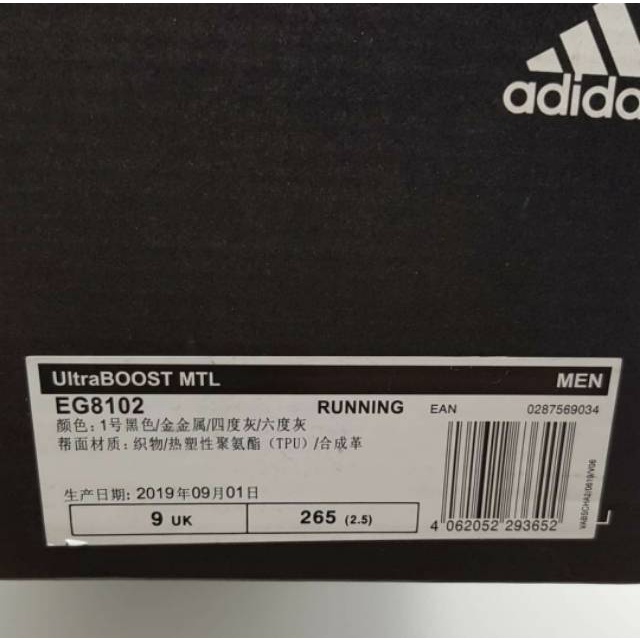 adidas
UltraBOOST MTL MEN
EG8102 RUNNING EAN 0287569034
颜色: 1号黑色/金金属/四度灰/六度灰
帮面材质: 织物/热塑性聚氨酯 (TPU) /合成革
生产日期: 2019年09月01日
9 UK 265 (2.5)
4 062052 293652
VABSCHA2/0619/V06